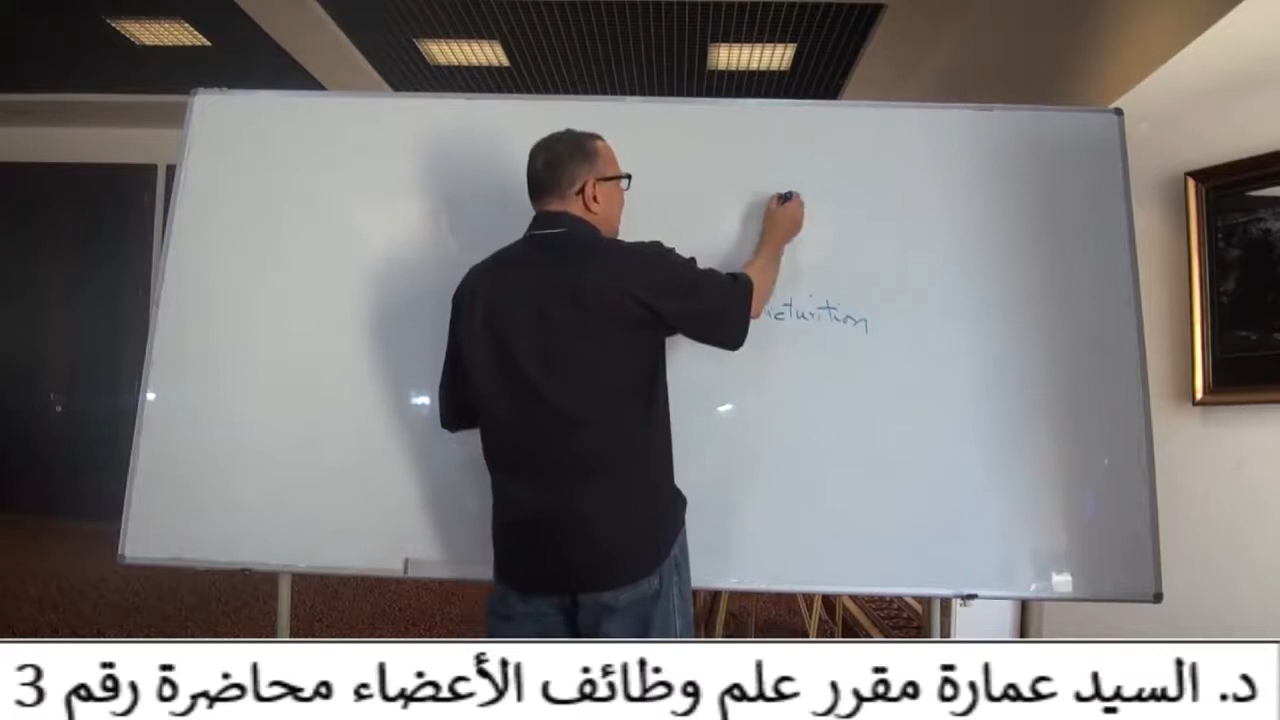 icturition
د. السيد عمارة مقرر علم وظائف الأعضاء محاضرة رقم 3